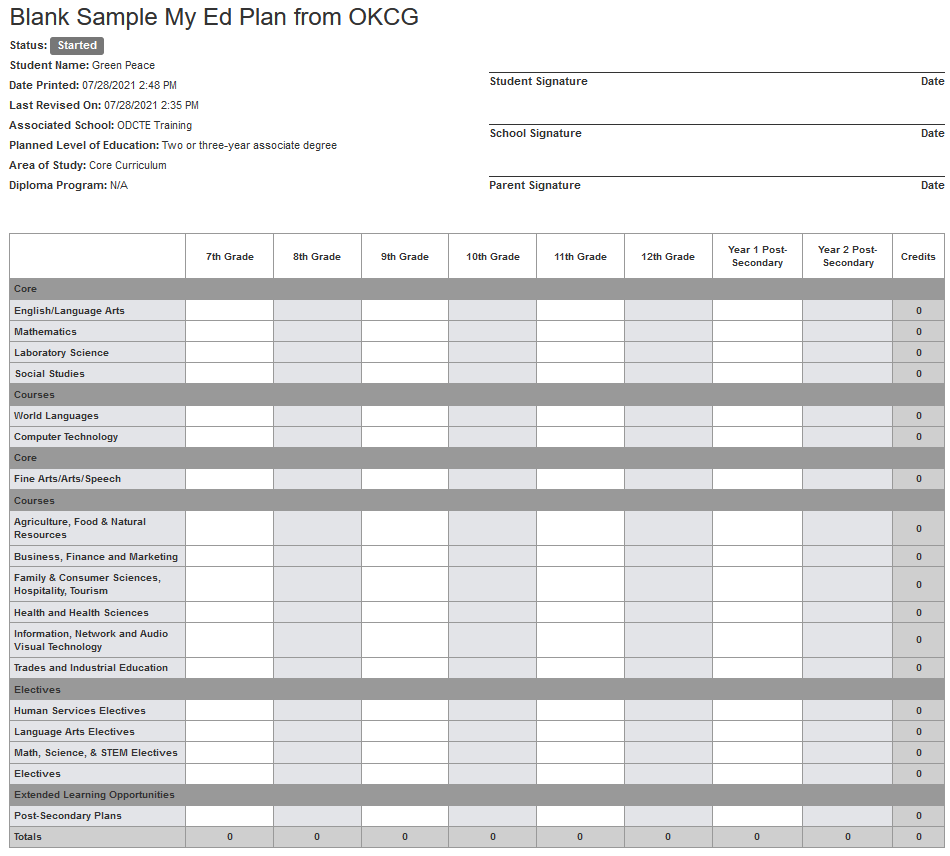 Blank Sample My Ed Plan from OKCG
Status: Started
Student Name: Green Peace
Date Printed: 07/28/2021 2:48 PM
Last Revised On: 07/28/2021 2:35 PM
Associated School: ODCTE Training
Planned Level of Education: Two or three-year associate degree
Area of Study: Core Curriculum
Diploma Program: N/A
Student Signature Date
School Signature Date
Parent Signature Date
7th Grade 8th Grade 9th Grade 10th Grade 11th Grade 12th Grade Year 1 Post- Year 2 Post- Credits
Secondary Secondary
Core
English/Language Arts 0
Mathematics 0
Laboratory Science 0
Social Studies 0
Courses
World Languages 0
Computer Technology 0
Core
Fine Arts/Arts/Speech 0
Courses
Agriculture, Food & Natural
Resources 0
Business, Finance and Marketing 0
Family & Consumer Sciences,
Hospitality, Tourism 0
Health and Health Sciences 0
Information, Network and Audio
Visual Technology 0
Trades and Industrial Education 0
Electives
Human Services Electives 0
Language Arts Electives 0
Math, Science, & STEM Electives 0
Electives 0
Extended Learning Opportunities
Post-Secondary Plans 0
Totals 0 0 0 0 0 0 0 0 0